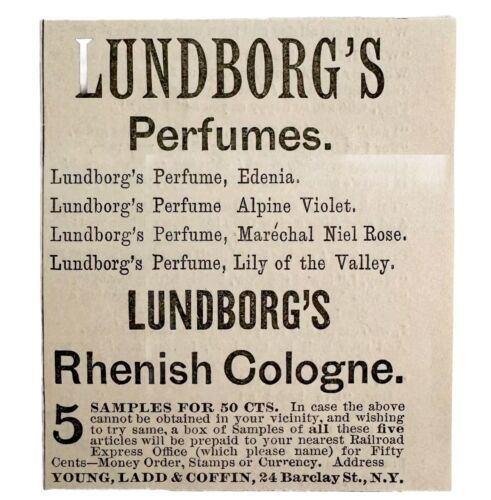 LUNDBORG'S
Perfumes.
Lundborg's Perfume, Edenia.
Lundborg's Perfume Alpine Violet.
Lundborg's Perfume, Maréchal Niel Rose.
Lundborg's Perfume, Lily of the Valley.
LUNDBORG'S
Rhenish Cologne.
5 SAMPLES FOR 50 CTS. In case the above
cannot be obtained in your vicinity, and wishing
to try same, a box of Samples of all these five
articles will be prepaid to your nearest Railroad
Express Office (which please name) for Fifty
Cents—Money Order, Stamps or Currency. Address
YOUNG, LADD & COFFIN, 24 Barclay St., N.Y.